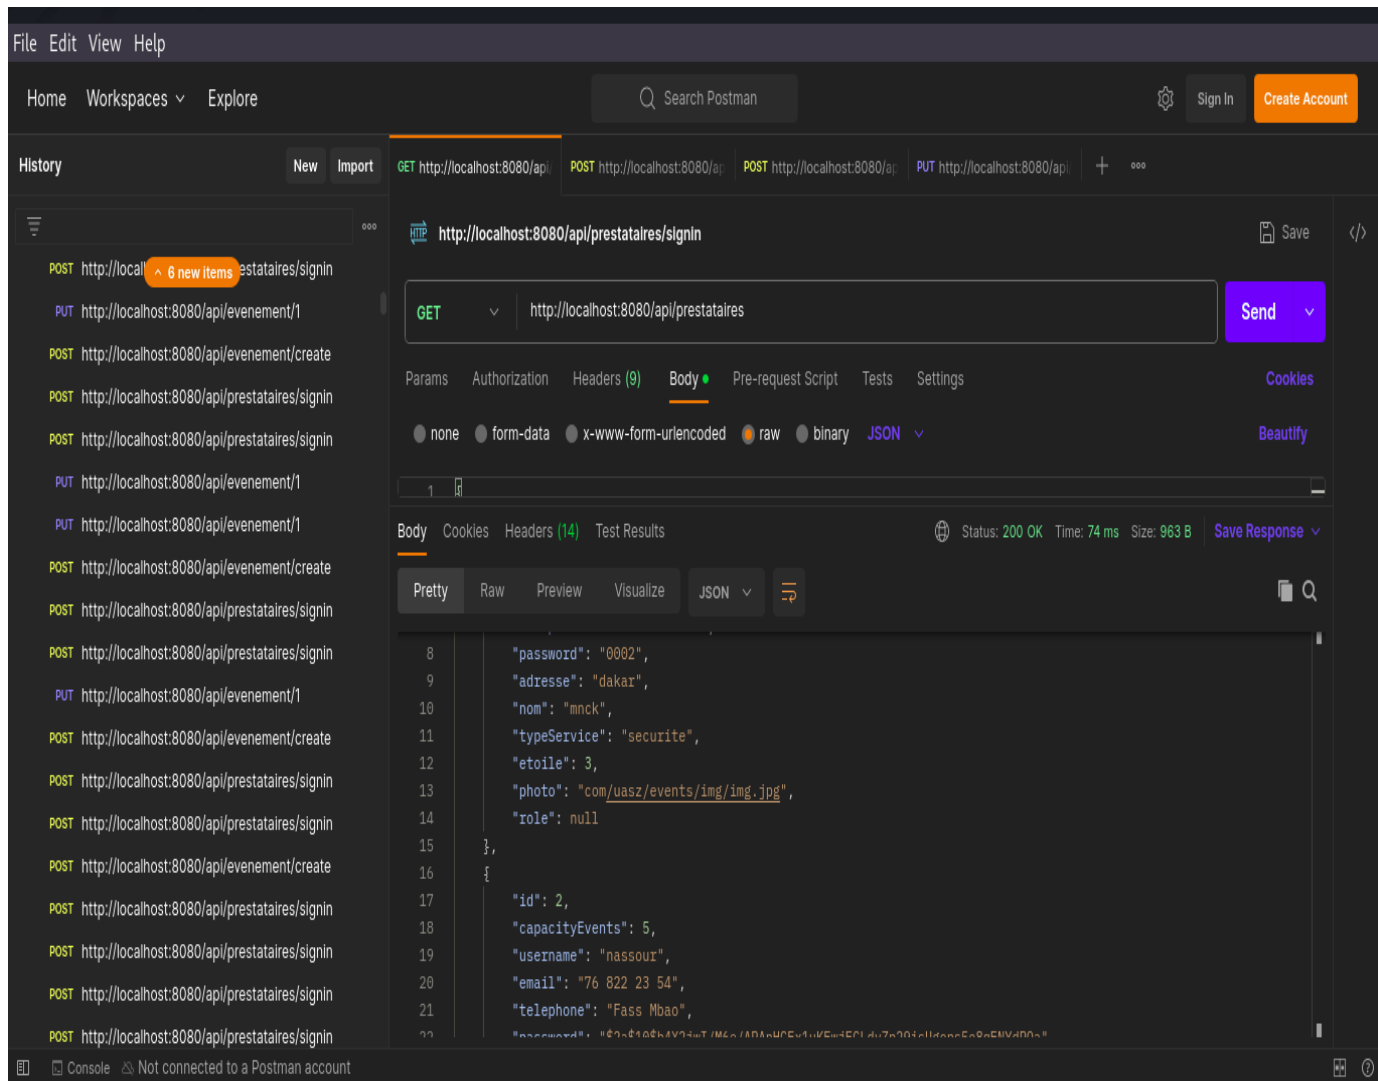 File Edit View Help
Home Workspaces Explore Search Postman Sign In Create Account
History New Import GET http://localhost:8080/api/ POST http://localhost:8080/ap POST http://localhost:8080/ap PUT http://localhost:8080/api/
http://localhost:8080/api/prestataires/signin Save
POST http://local 6 new items estataires/signin
PUT http://localhost:8080/api/evenement/1
POST http://localhost:8080/api/evenement/create
POST http://localhost:8080/api/prestataires/signin
POST http://localhost:8080/api/prestataires/signin
PUT http://localhost:8080/api/evenement/1
PUT http://localhost:8080/api/evenement/1
POST http://localhost:8080/api/evenement/create
POST http://localhost:8080/api/prestataires/signin
POST http://localhost:8080/api/prestataires/signin
PUT http://localhost:8080/api/evenement/1
POST http://localhost:8080/api/evenement/create
POST http://localhost:8080/api/prestataires/signin
POST http://localhost:8080/api/prestataires/signin
POST http://localhost:8080/api/evenement/create
POST http://localhost:8080/api/prestataires/signin
POST http://localhost:8080/api/prestataires/signin
POST http://localhost:8080/api/prestataires/signin
POST http://localhost:8080/api/prestataires/signin
GET http://localhost:8080/api/prestataires Send
Params Authorization Headers (9) Body Pre-request Script Tests Settings Cookies
none form-data x-www-form-urlencoded raw binary JSON Beautify
1 {
Body Cookies Headers (14) Test Results Status: 200 OK Time: 74 ms Size: 963 B Save Response
Pretty Raw Preview Visualize JSON
8 "password": "0002",
9 "adresse": "dakar",
10 "nom": "mnck",
11 "typeService": "securite",
12 "etoile": 3,
13 "photo": "com/uasz/events/img/img.jpg",
14 "role": null
15 },
16 {
17 "id": 2,
18 "capacityEvents": 5,
19 "username": "nassour",
20 "email": "76 822 23 54",
21 "telephone": "Fass Mbao",
22 "password":
Console Not connected to a Postman account